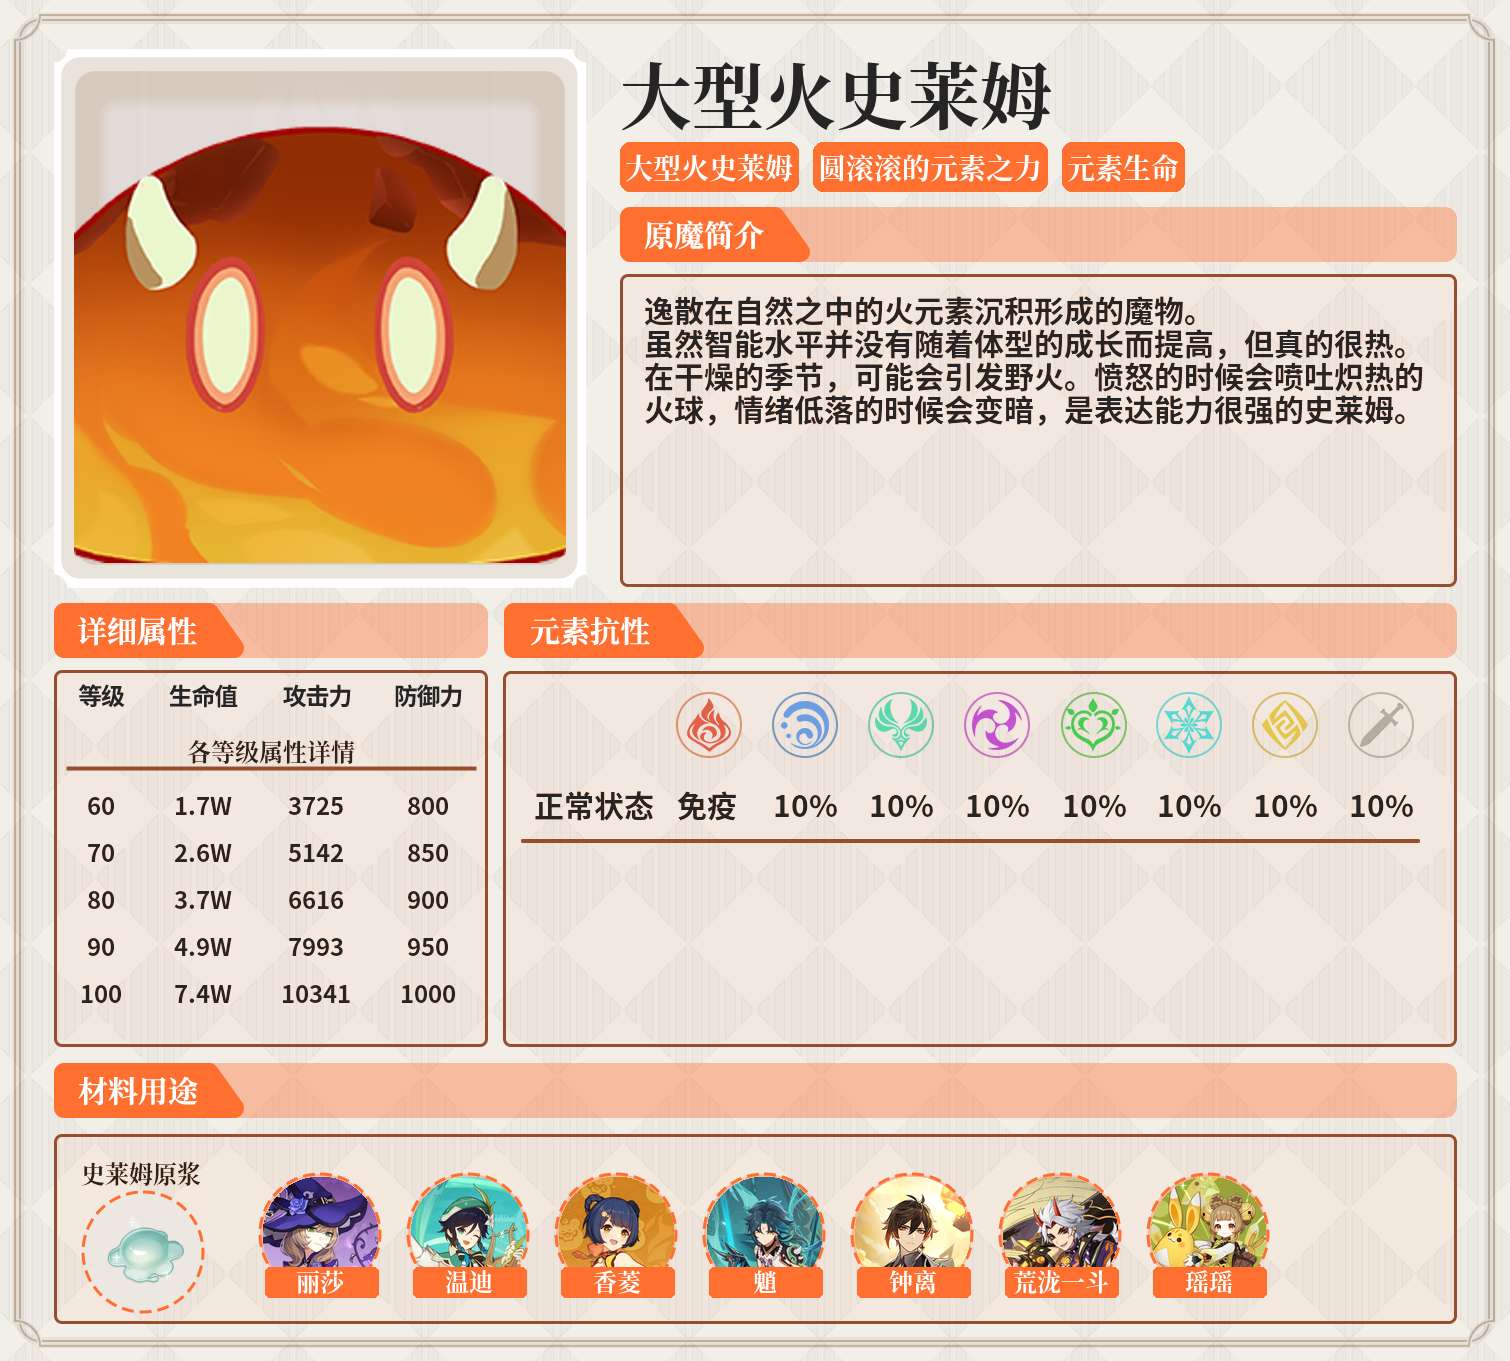 大型火史莱姆
大型火史莱姆 圆滚滚的元素之力 元素生命
原魔简介
逸散在自然之中的火元素沉积形成的魔物。
虽然智能水平并没有随着体型的成长而提高，但真的很热。
在干燥的季节，可能会引发野火。愤怒的时候会喷吐炽热的
火球，情绪低落的时候会变暗，是表达能力很强的史莱姆。
详细属性
等级 生命值 攻击力 防御力
各等级属性详情
60 1.7W 3725 800
70 2.6W 5142 850
80 3.7W 6616 900
90 4.9W 7993 950
100 7.4W 10341 1000
元素抗性
正常状态 免疫 10% 10% 10% 10% 10% 10% 10%
材料用途
史莱姆原浆
丽莎 温迪 香菱 魈 钟离 荒泷一斗 瑶瑶